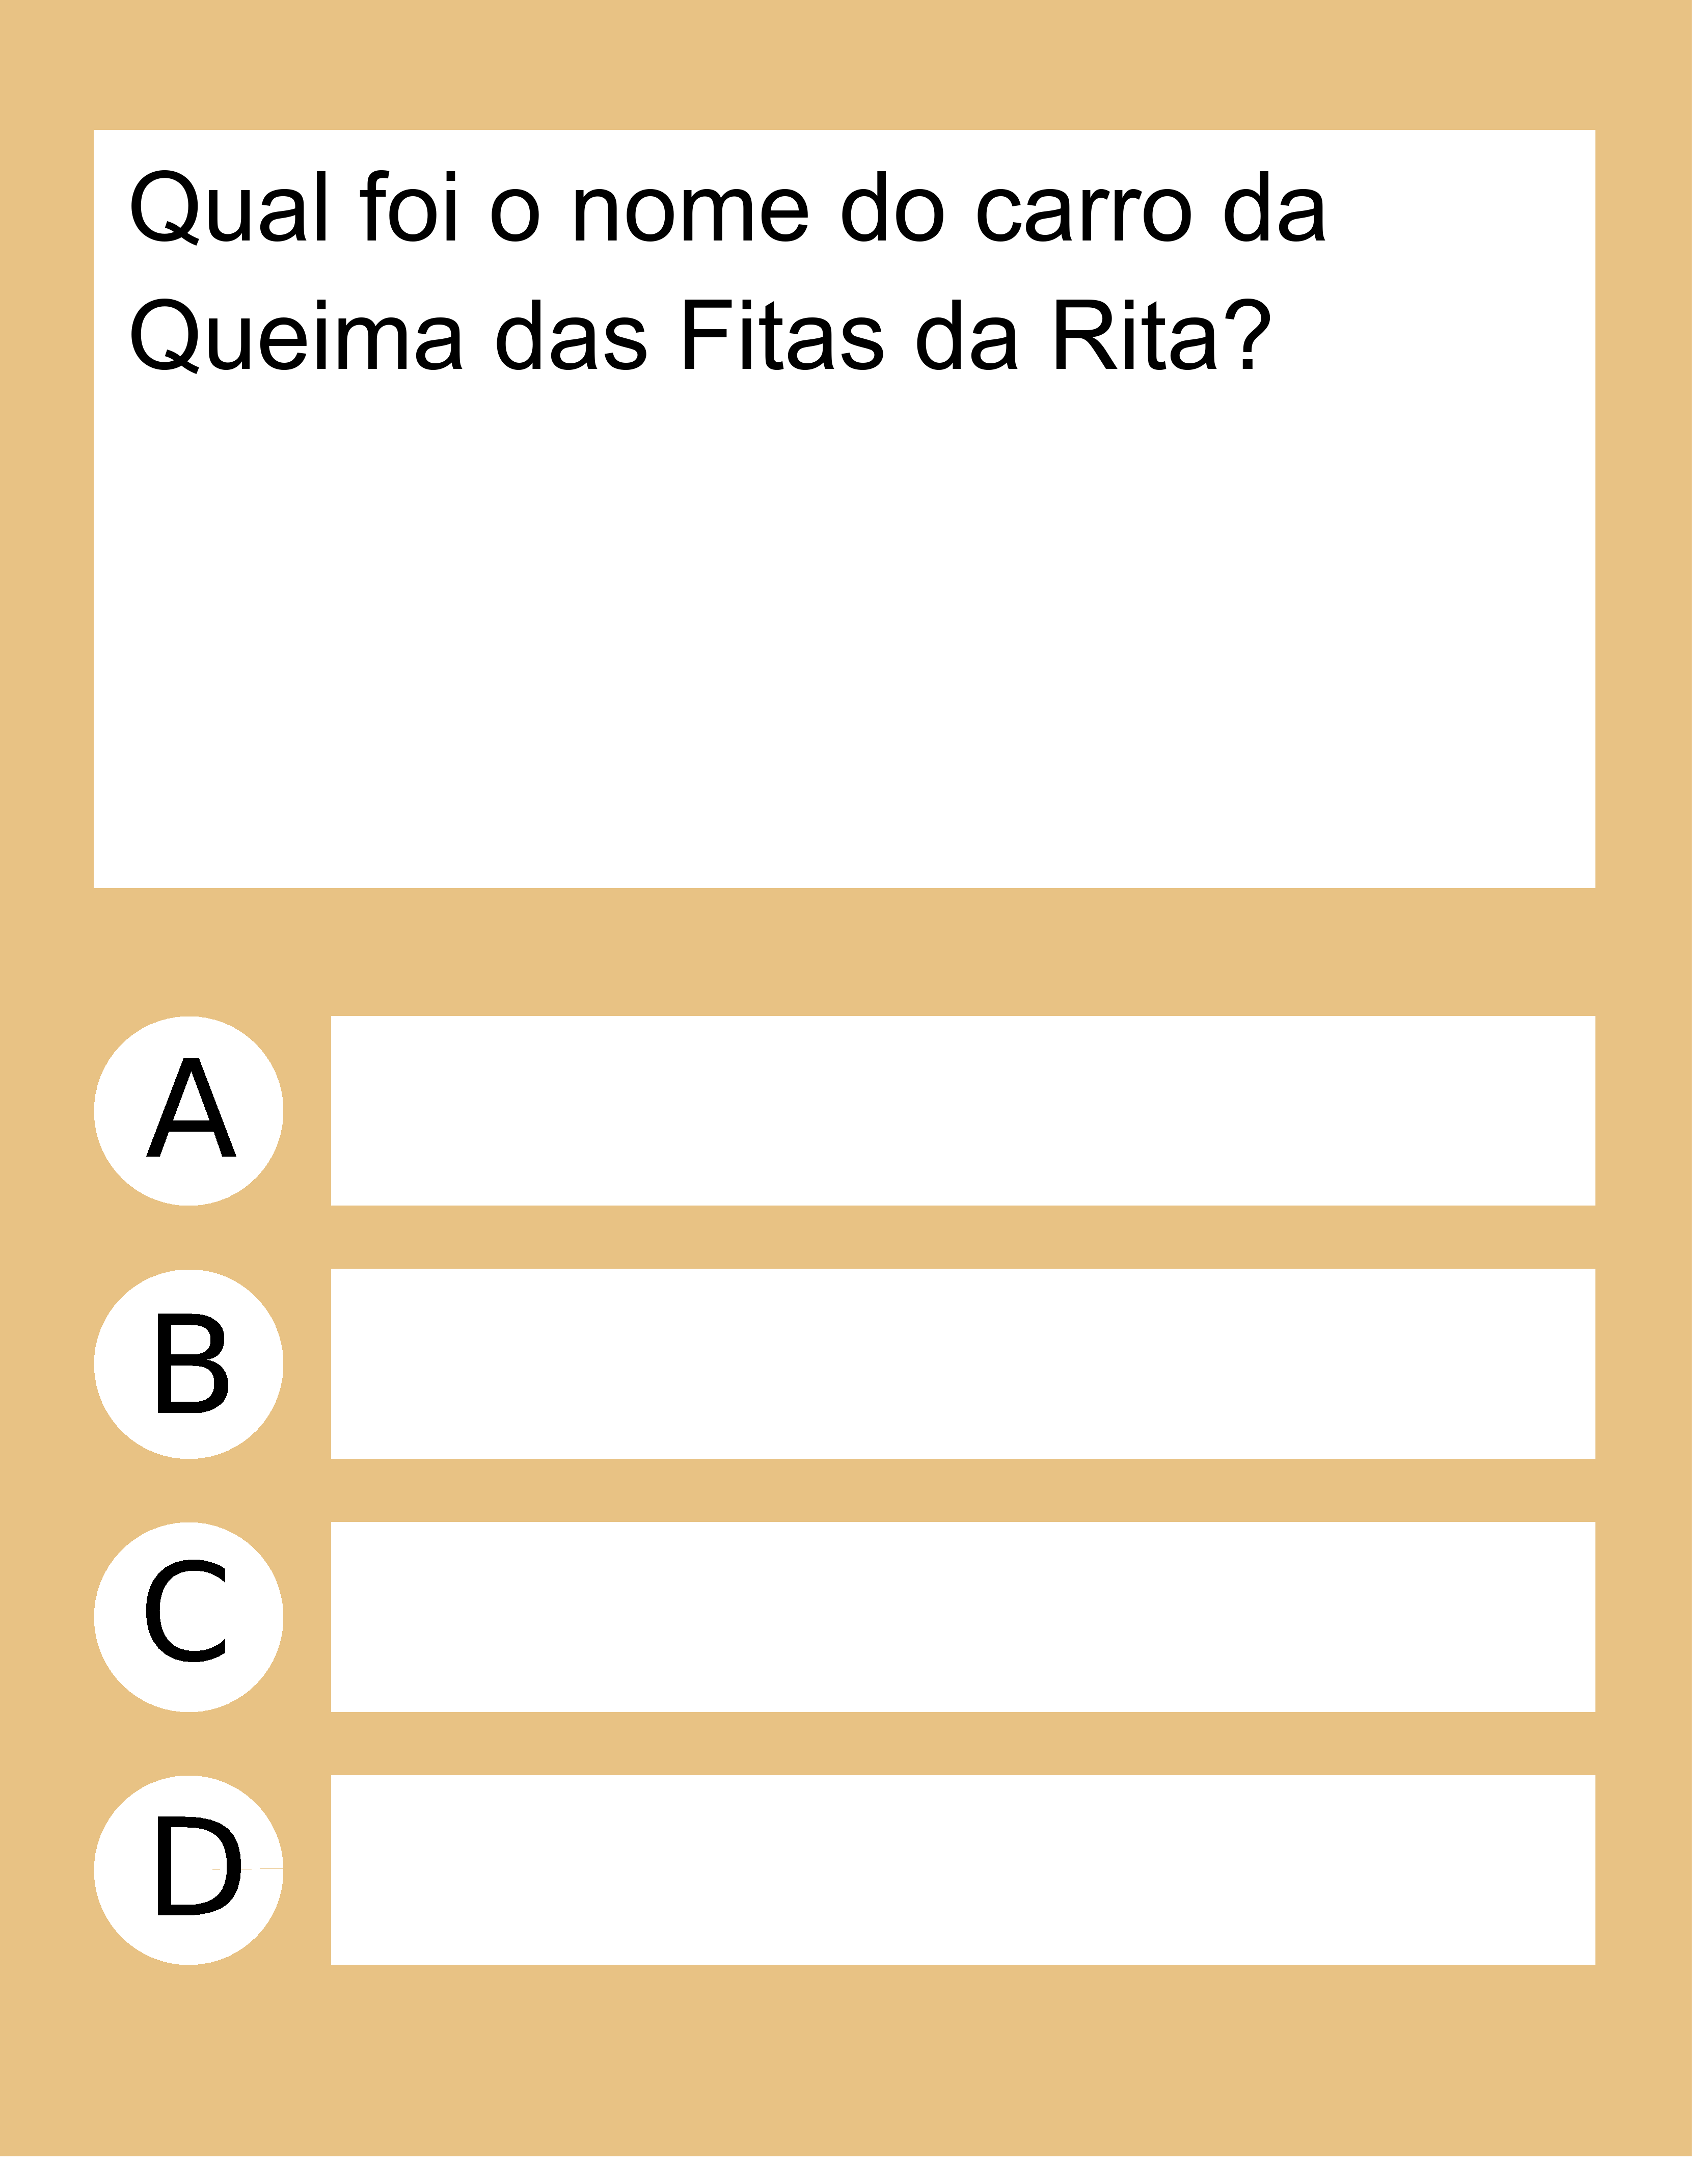 Qual foi o nome do carro da
Queima das Fitas da Rita?
A
B
C
D